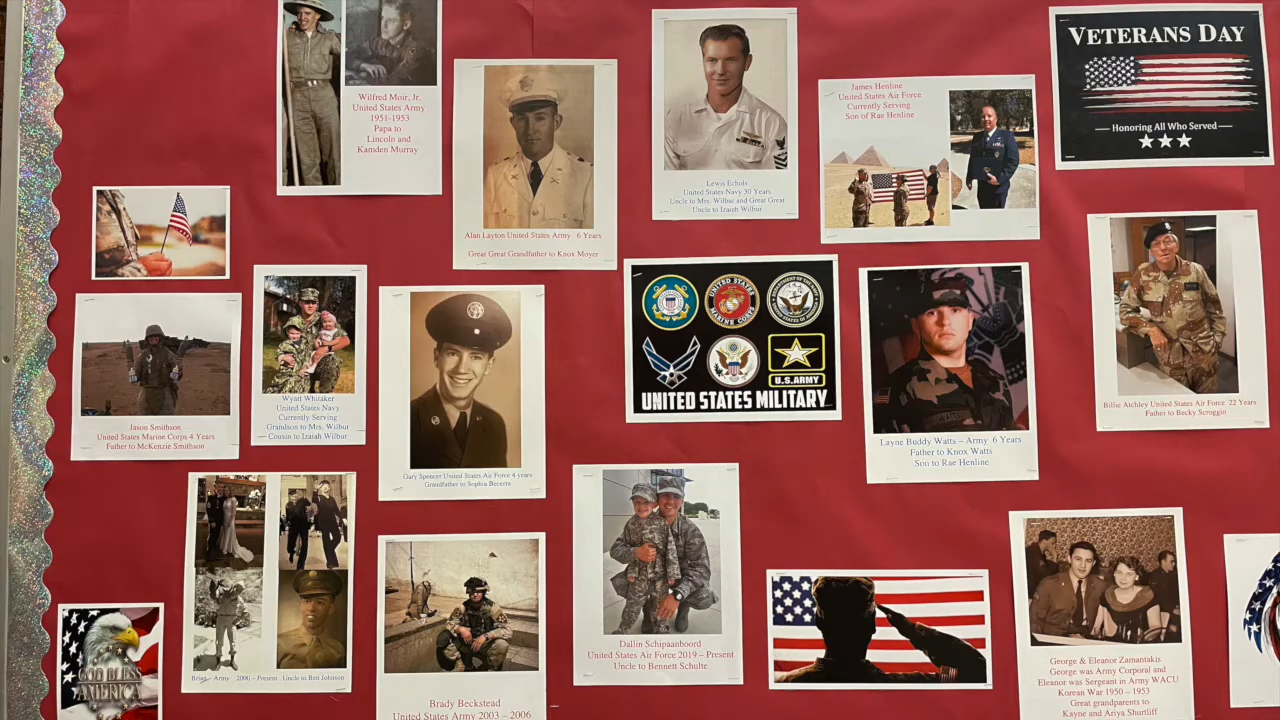 Wilfred Moir, Jr.
United States Army
1951-1953
Papa to
Lincoln and
Kamden Murray
Alan Layton United States Army 6 Years
Great Great Grandfather to Knox Moyer
Lewis Echols
United States Navy 30 Years
Uncle to Mrs. Wilbur and Great Great
Uncle to Izaiah Wilbur
James Henline
United States Air Force
Currently Serving
Son of Rae Henline
VETERANS DAY
Honoring All Who Served
Jason Smithson
United States Marine Corps 4 Years
Father to McKenzie Smithson
Wyatt Whitaker
United States Navy
Currently Serving
Grandson to Mrs. Wilbur
Cousin to Izaiah Wilbur
Gary Spencer United States Air Force 4 years
Grandfather to Sophia Becerra
UNITED STATES
MARINE CORPS
U.S.ARMY
UNITED STATES MILITARY
Layne Buddy Watts – Army 6 Years
Father to Knox Watts
Son to Rae Henline
Billie Atchley United States Air Force 22 Years
Father to Becky Scroggin
GOD BLESS
AMERICA
Brian – Army 2000 – Present Uncle to Ben Johnson
Brady Beckstead
United States Army 2003 – 2006
Dallin Schipaanboord
United States Air Force 2019 – Present
Uncle to Bennett Schulte
George & Eleanor Zamantakis
George was Army Corporal and
Eleanor was Sergeant in Army WACU
Korean War 1950 – 1953
Great grandparents to
Kayne and Ariya Shurtliff